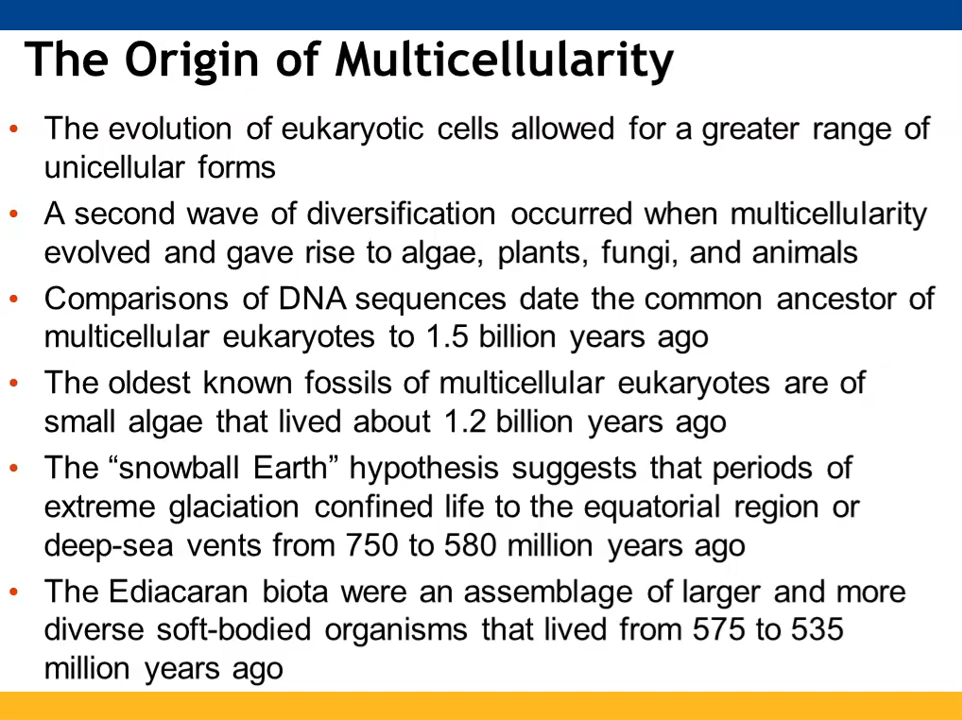 The Origin of Multicellularity
• The evolution of eukaryotic cells allowed for a greater range of
unicellular forms
• A second wave of diversification occurred when multicellularity
evolved and gave rise to algae, plants, fungi, and animals
• Comparisons of DNA sequences date the common ancestor of
multicellular eukaryotes to 1.5 billion years ago
• The oldest known fossils of multicellular eukaryotes are of
small algae that lived about 1.2 billion years ago
• The “snowball Earth” hypothesis suggests that periods of
extreme glaciation confined life to the equatorial region or
deep-sea vents from 750 to 580 million years ago
• The Ediacaran biota were an assemblage of larger and more
diverse soft-bodied organisms that lived from 575 to 535
million years ago